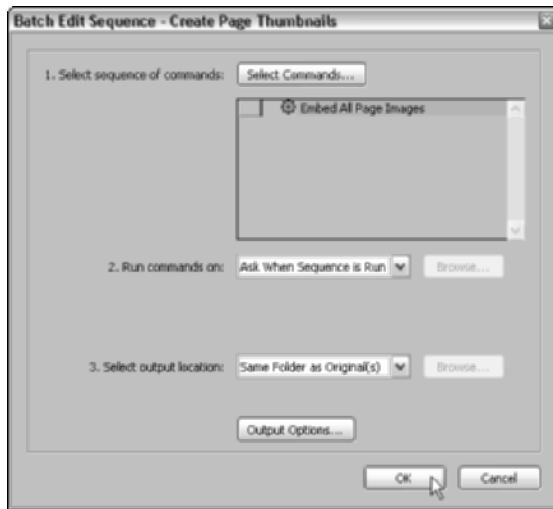 Batch Edit Sequence - Create Page Thumbnails
1. Select sequence of commands: Select Commands...
Embed All Page Images
2. Run commands on: Ask When Sequence is Run Browse...
3. Select output location: Same Folder as Original(s) Browse...
Output Options...
OK Cancel